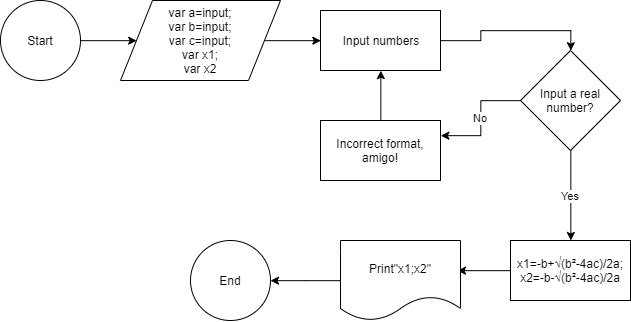 Start
var a=input;
var b=input;
var c=input;
var x1;
var x2
Input numbers
Input a real
number?
No
Incorrect format,
amigo!
Yes
x1=-b+√(b²-4ac)/2a;
x2=-b-√(b²-4ac)/2a
Print"x1;x2"
End